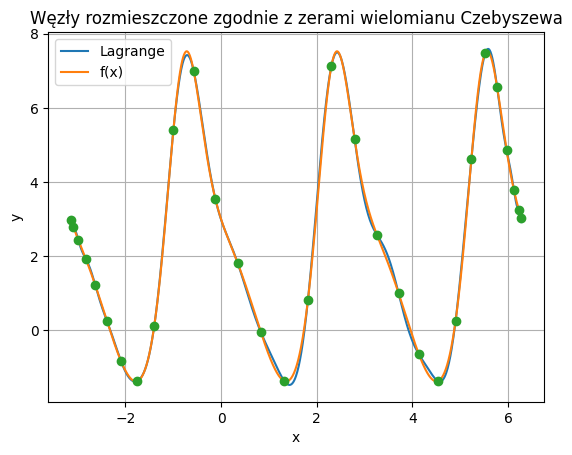 Węzły rozmieszczone zgodnie z zerami wielomianu Czebyszewa
Lagrange
f(x)
8
6
4
2
0
y
−2
0
2
4
6
x